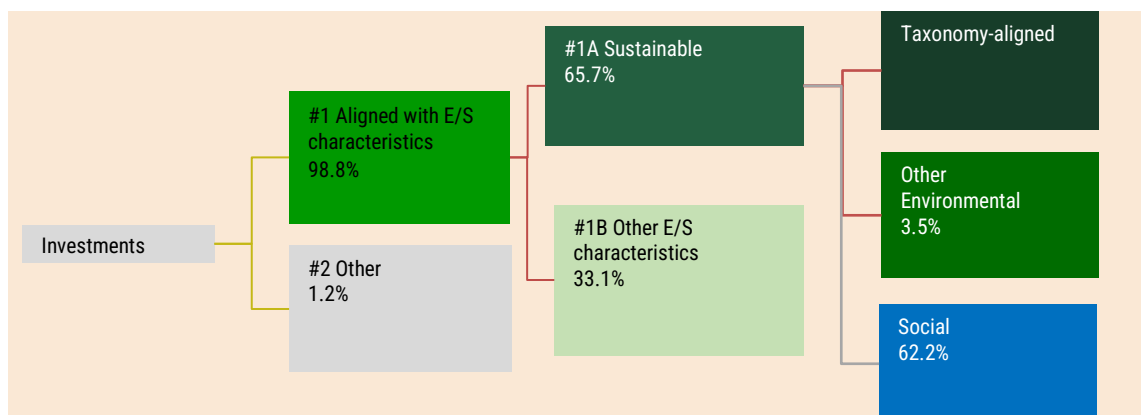 Investments
#1 Aligned with E/S
characteristics
98.8%
#2 Other
1.2%
#1A Sustainable
65.7%
#1B Other E/S
characteristics
33.1%
Taxonomy-aligned
Other
Environmental
3.5%
Social
62.2%